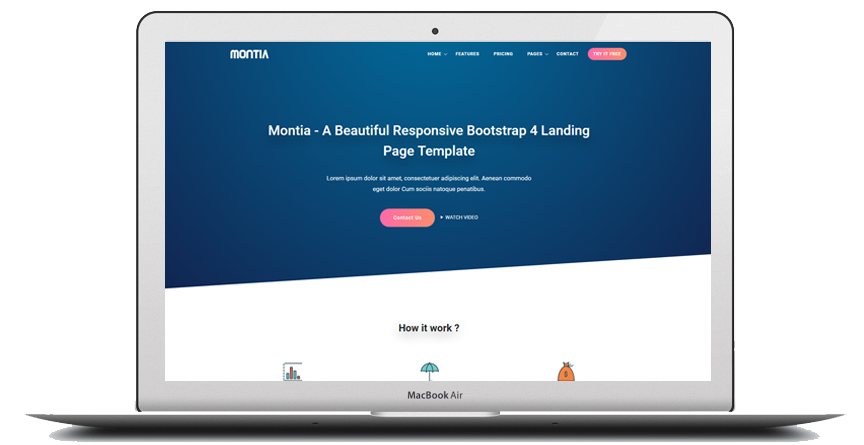 MONTIA
HOME FEATURES PRICING PAGES CONTACT TRY IT FREE
Montia - A Beautiful Responsive Bootstrap 4 Landing
Page Template
Lorem ipsum dolor sit amet, consectetuer adipiscing elit. Aenean commodo
eget dolor Cum sociis natoque penatibus.
Contact Us WATCH VIDEO
How it work ?
$
MacBook Air